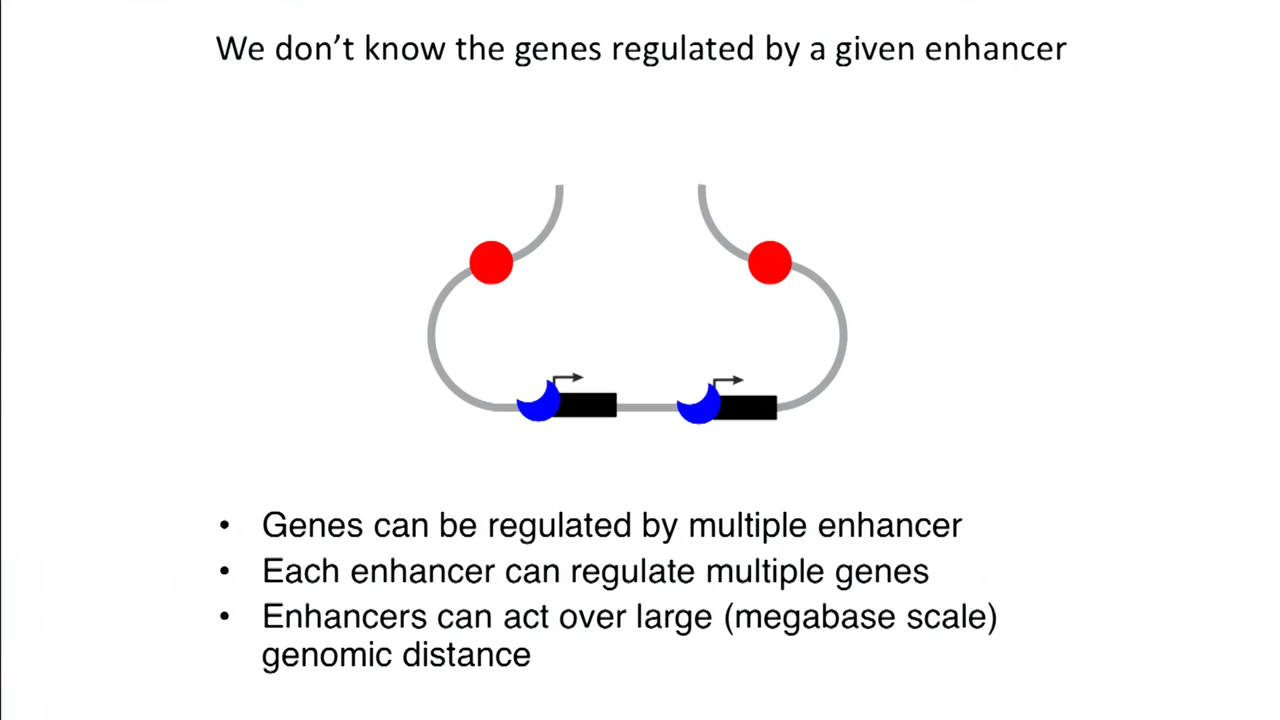 We don’t know the genes regulated by a given enhancer
• Genes can be regulated by multiple enhancer
• Each enhancer can regulate multiple genes
• Enhancers can act over large (megabase scale)
genomic distance